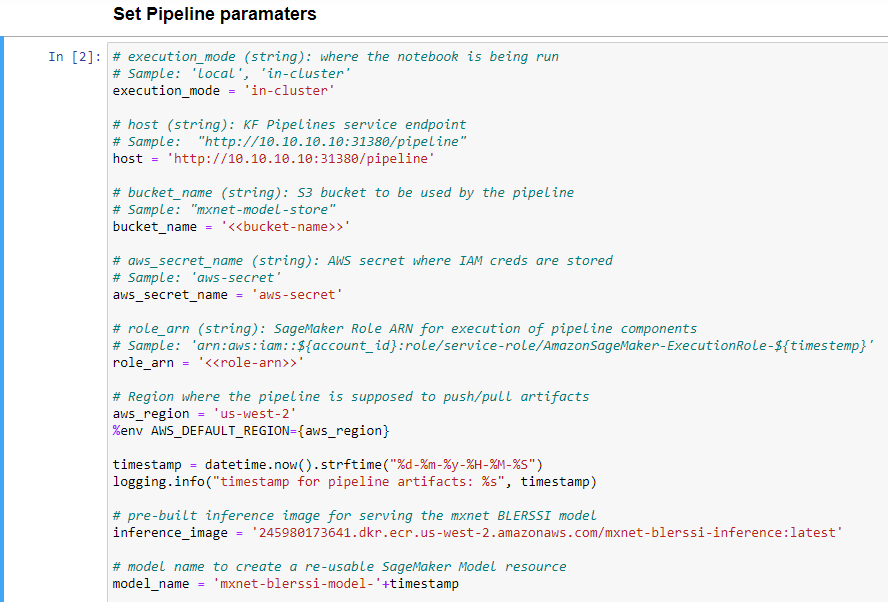 Set Pipeline paramaters
In [2]: # execution_mode (string): where the notebook is being run
# Sample: 'local', 'in-cluster'
execution_mode = 'in-cluster'
# host (string): KF Pipelines service endpoint
# Sample:  "http://10.10.10.10:31380/pipeline"
host = 'http://10.10.10.10:31380/pipeline'
# bucket_name (string): S3 bucket to be used by the pipeline
# Sample: "mxnet-model-store"
bucket_name = '<<bucket-name>>'
# aws_secret_name (string): AWS secret where IAM creds are stored
# Sample: 'aws-secret'
aws_secret_name = 'aws-secret'
# role_arn (string): SageMaker Role ARN for execution of pipeline components
# Sample: 'arn:aws:iam::${account_id}:role/service-role/AmazonSageMaker-ExecutionRole-${timestemp}'
role_arn = '<<role-arn>>'
# Region where the pipeline is supposed to push/pull artifacts
aws_region = 'us-west-2'
%env AWS_DEFAULT_REGION={aws_region}
timestamp = datetime.now().strftime("%d-%m-%y-%H-%M-%S")
logging.info("timestamp for pipeline artifacts: %s", timestamp)
# pre-built inference image for serving the mxnet BLERSSI model
inference_image = '245980173641.dkr.ecr.us-west-2.amazonaws.com/mxnet-blerssi-inference:latest'
# model name to create a re-usable SageMaker Model resource
model_name = 'mxnet-blerssi-model-'+timestamp